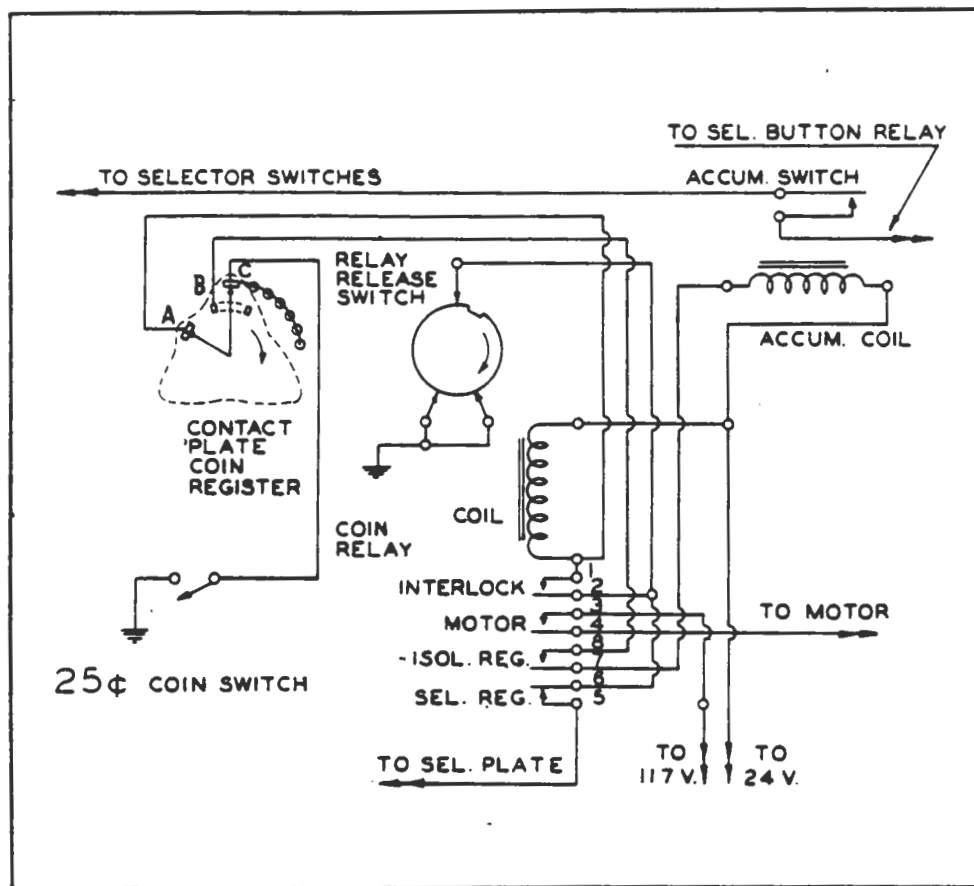 TO SEL. BUTTON RELAY
TO SELECTOR SWITCHES
ACCUM. SWITCH
RELAY
RELEASE
SWITCH
C
B
A
ACCUM. COIL
CONTACT
PLATE
COIN
REGISTER
COIL
COIN
RELAY
1
INTERLOCK
2
3
TO MOTOR
MOTOR
4
8
-ISOL. REG.
7
6
SEL. REG.
5
25¢ COIN SWITCH
TO SEL. PLATE
TO
117 V.
TO
24 V.